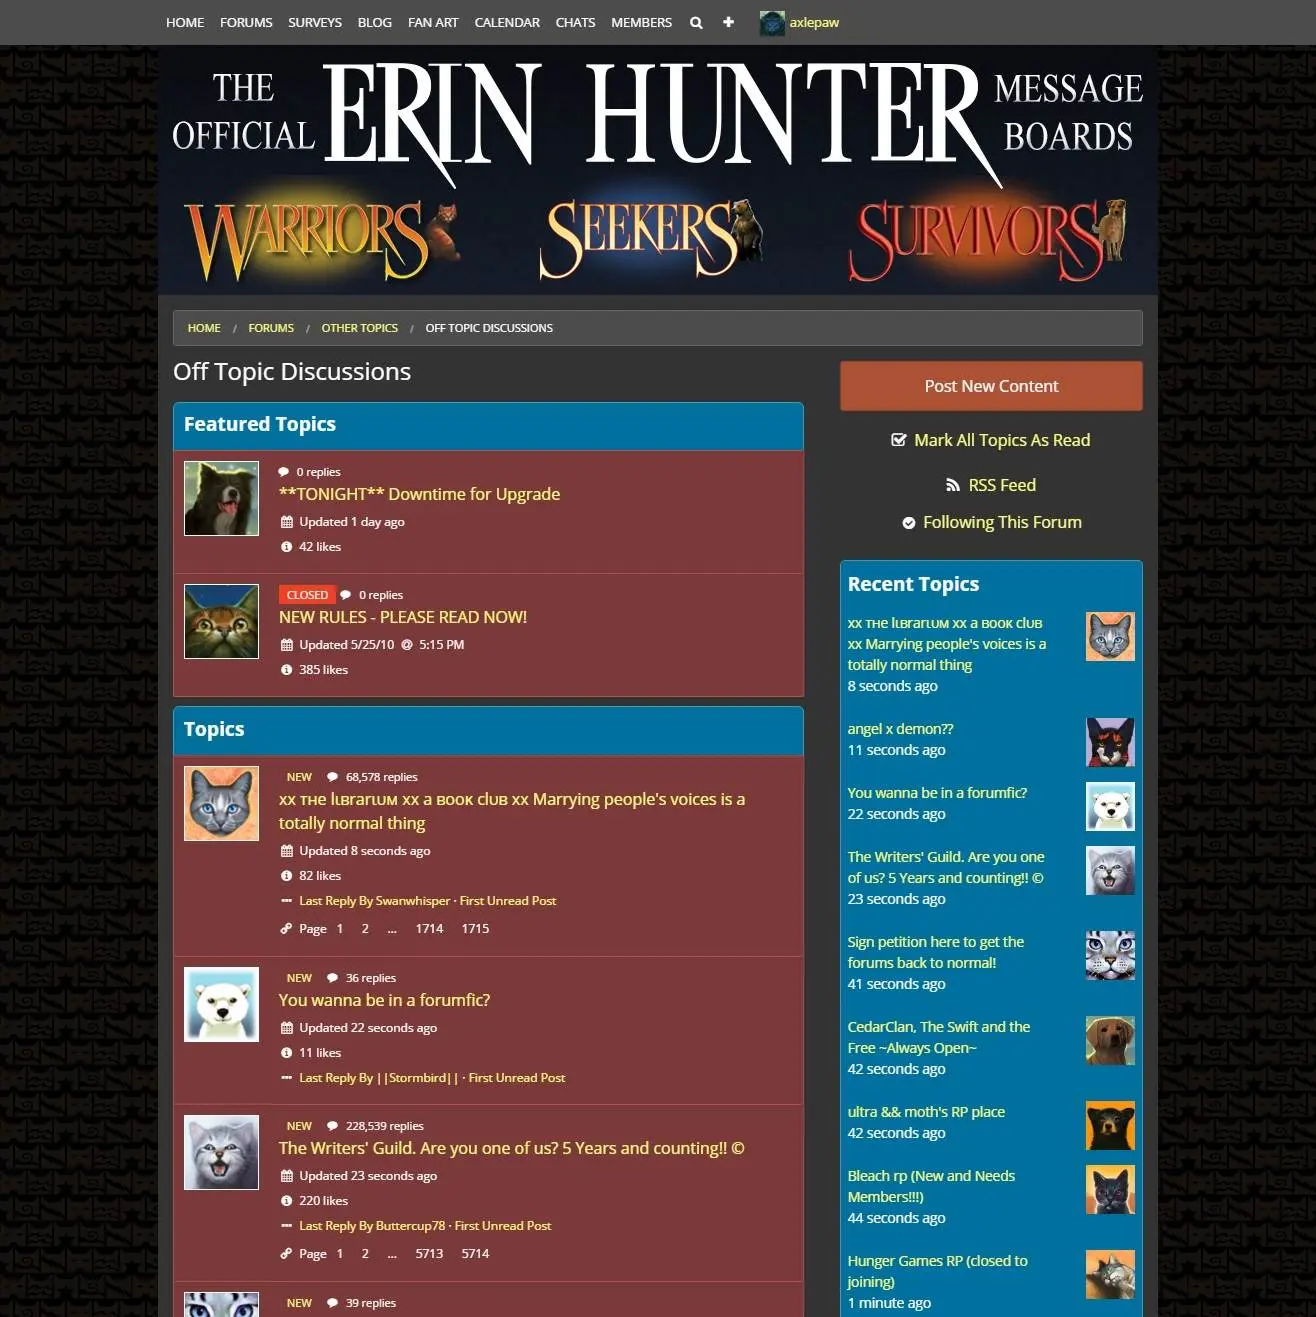 HOME FORUMS SURVEYS BLOG FAN ART CALENDAR CHATS MEMBERS axlepaw
THE OFFICIAL ERIN HUNTER MESSAGE BOARDS
WARRIORS SEEKERS SURVIVORS
HOME / FORUMS / OTHER TOPICS / OFF TOPIC DISCUSSIONS
Off Topic Discussions
Featured Topics
0 replies
**TONIGHT** Downtime for Upgrade
Updated 1 day ago
42 likes
CLOSED 0 replies
NEW RULES - PLEASE READ NOW!
Updated 5/25/10 @ 5:15 PM
385 likes
Topics
NEW 68,578 replies
xx тнe lιвrarιυм xx a вooĸ clυв xx Marrying people's voices is a
totally normal thing
Updated 8 seconds ago
82 likes
Last Reply By Swanwhisper · First Unread Post
Page 1 2 ... 1714 1715
NEW 36 replies
You wanna be in a forumfic?
Updated 22 seconds ago
11 likes
Last Reply By ||Stormbird|| · First Unread Post
NEW 228,539 replies
The Writers' Guild. Are you one of us? 5 Years and counting!! ©
Updated 23 seconds ago
220 likes
Last Reply By Buttercup78 · First Unread Post
Page 1 2 ... 5713 5714
NEW 39 replies
Post New Content
Mark All Topics As Read
RSS Feed
Following This Forum
Recent Topics
xx тнe lιвrarιυм xx a вooĸ clυв
xx Marrying people's voices is a
totally normal thing
8 seconds ago
angel x demon??
11 seconds ago
You wanna be in a forumfic?
22 seconds ago
The Writers' Guild. Are you one
of us? 5 Years and counting!! ©
23 seconds ago
Sign petition here to get the
forums back to normal!
41 seconds ago
CedarClan, The Swift and the
Free ~Always Open~
42 seconds ago
ultra && moth's RP place
42 seconds ago
Bleach rp (New and Needs
Members!!!)
44 seconds ago
Hunger Games RP (closed to
joining)
1 minute ago